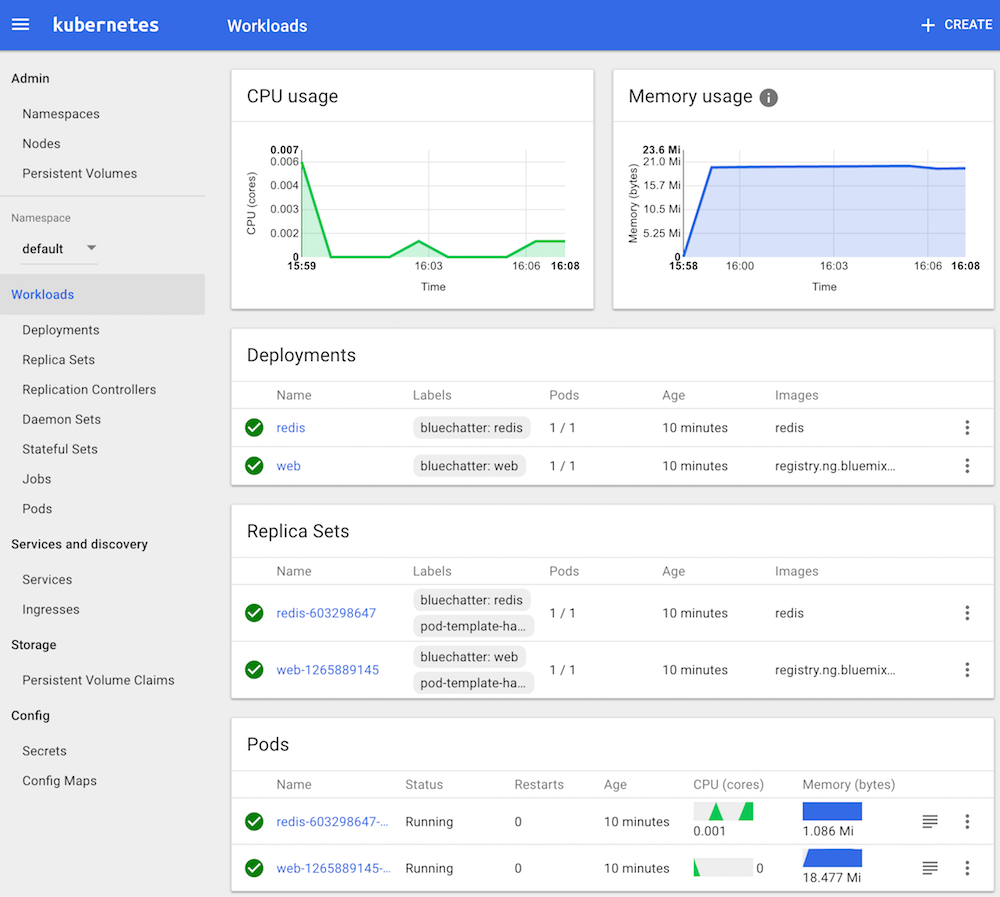 kubernetes
Workloads
+ CREATE
Admin
Namespaces
Nodes
Persistent Volumes
Namespace
default
Workloads
Deployments
Replica Sets
Replication Controllers
Daemon Sets
Stateful Sets
Jobs
Pods
Services and discovery
Services
Ingresses
Storage
Persistent Volume Claims
Config
Secrets
Config Maps
CPU usage
CPU (cores)
0.007
0.006
0.004
0.003
0.002
0
15:59 16:03 16:06 16:08
Time
Memory usage i
Memory (bytes)
23.6 Mi
21.0 Mi
15.7 Mi
10.5 Mi
5.25 Mi
0
15:58 16:00 16:03 16:06 16:08
Time
Deployments
Name Labels Pods Age Images
redis bluechatter: redis 1 / 1 10 minutes redis
web bluechatter: web 1 / 1 10 minutes registry.ng.bluemix...
Replica Sets
Name Labels Pods Age Images
redis-603298647 bluechatter: redis 1 / 1 10 minutes redis
pod-template-ha...
web-1265889145 bluechatter: web 1 / 1 10 minutes registry.ng.bluemix...
pod-template-ha...
Pods
Name Status Restarts Age CPU (cores) Memory (bytes)
redis-603298647-... Running 0 10 minutes 0.001 1.086 Mi
web-1265889145-... Running 0 10 minutes 0 18.477 Mi